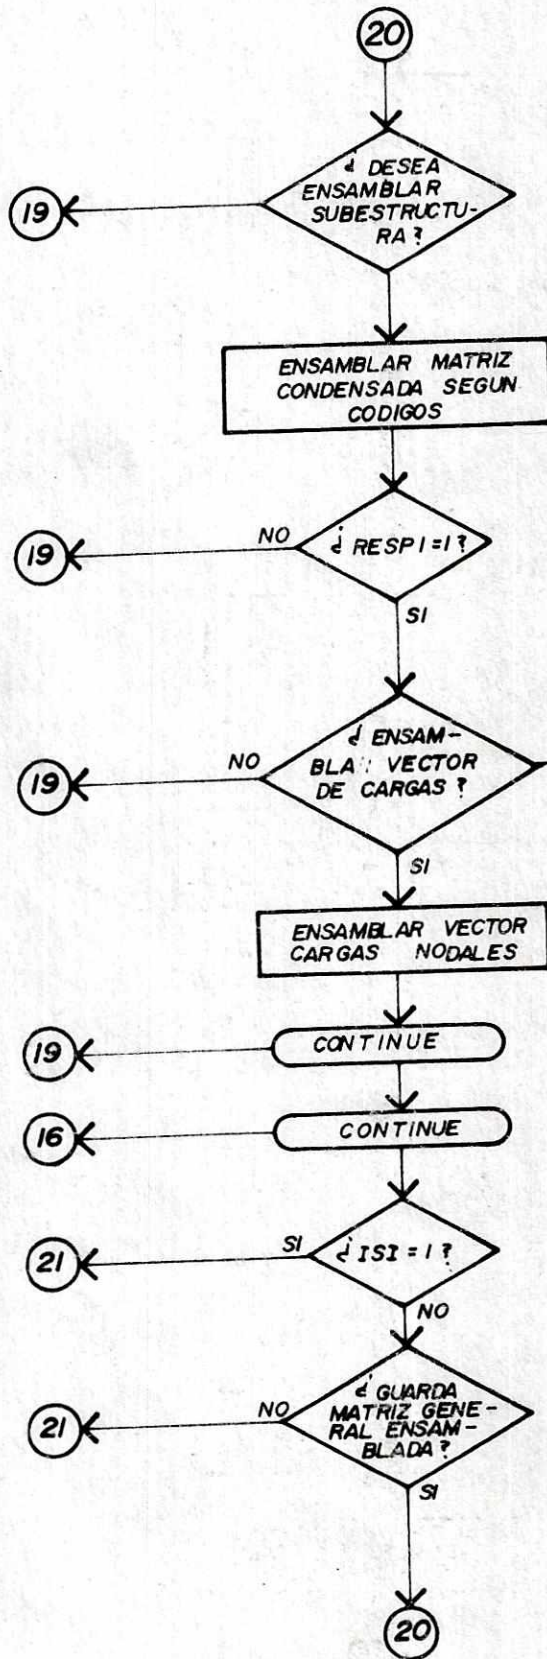 20
¿ DESEA
ENSAMBLAR
SUBESTRUCTU-
RA ?
19
ENSAMBLAR MATRIZ
CONDENSADA SEGUN
CODIGOS
¿ RESP1=1 ?
NO
19
SI
¿ ENSAM-
BLA : VECTOR
DE CARGAS ?
NO
19
SI
ENSAMBLAR VECTOR
CARGAS NODALES
CONTINUE
19
CONTINUE
16
¿ ISI = 1 ?
SI
21
NO
¿ GUARDA
MATRIZ GENE-
RAL ENSAM-
BLADA ?
NO
21
SI
20